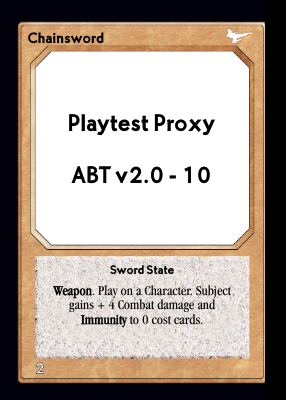 Chainsword
Playtest Proxy
ABT v2.0 - 10
Sword State
Weapon. Play on a Character. Subject
gains + 4 Combat damage and
Immunity to 0 cost cards.
2